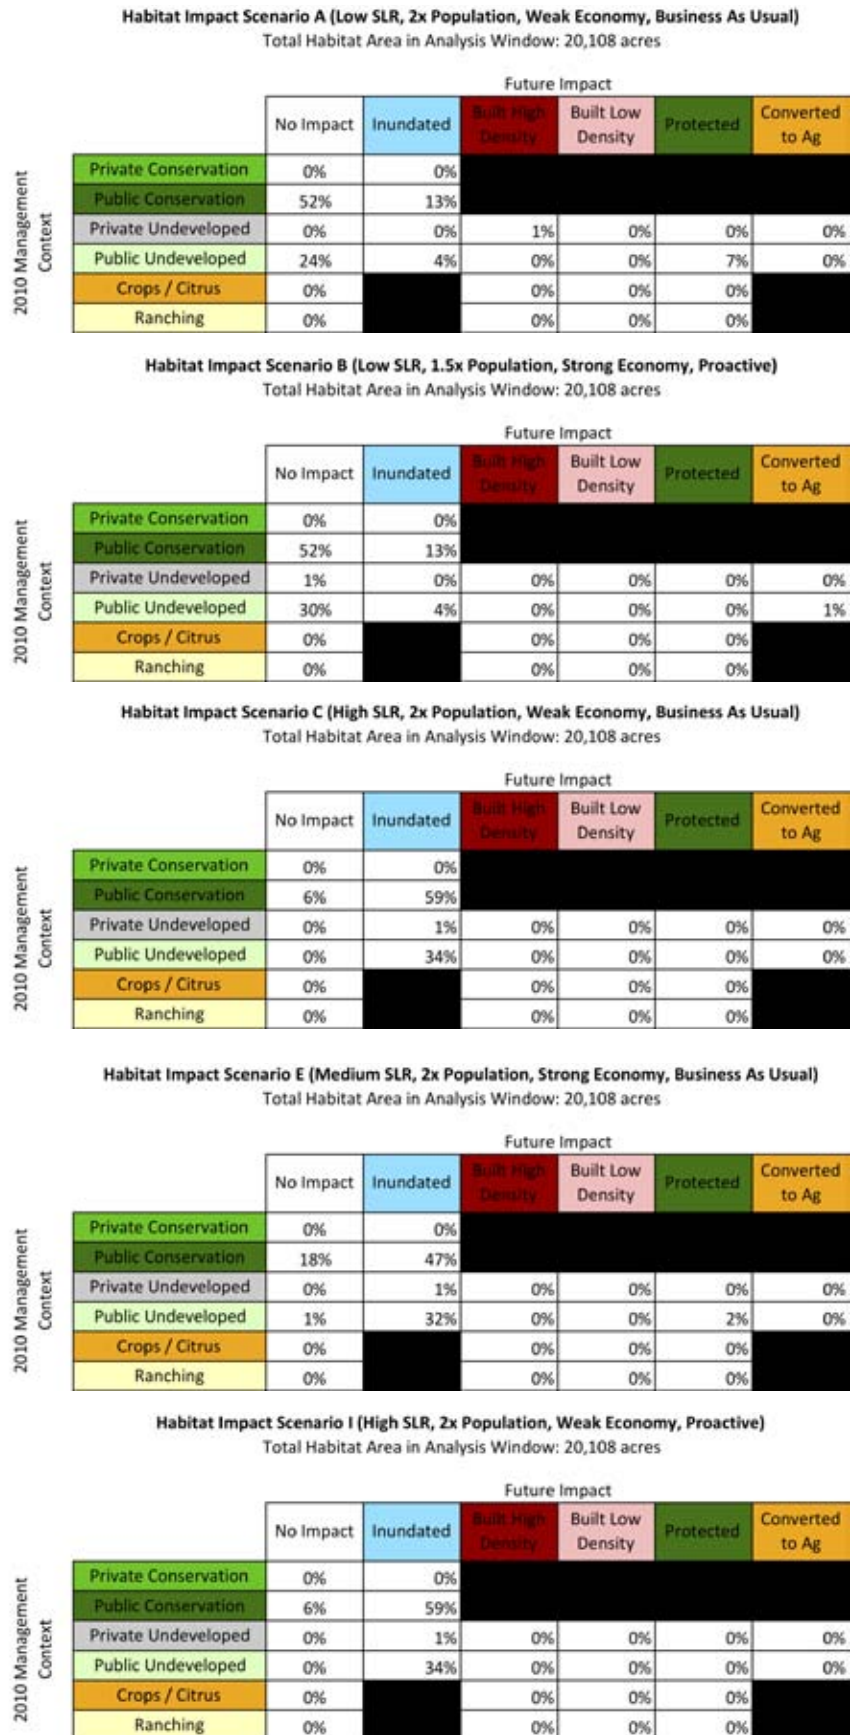 Habitat Impact Scenario A (Low SLR, 2x Population, Weak Economy, Business As Usual)
Total Habitat Area in Analysis Window: 20,108 acres
Future Impact
No Impact Inundated Built High Density Built Low Density Protected Converted to Ag
2010 Management Context
Private Conservation 0% 0%
Public Conservation 52% 13%
Private Undeveloped 0% 0% 1% 0% 0% 0%
Public Undeveloped 24% 4% 0% 0% 7% 0%
Crops / Citrus 0% 0% 0% 0%
Ranching 0% 0% 0% 0%
Habitat Impact Scenario B (Low SLR, 1.5x Population, Strong Economy, Proactive)
Total Habitat Area in Analysis Window: 20,108 acres
Future Impact
No Impact Inundated Built High Density Built Low Density Protected Converted to Ag
2010 Management Context
Private Conservation 0% 0%
Public Conservation 52% 13%
Private Undeveloped 1% 0% 0% 0% 0% 0%
Public Undeveloped 30% 4% 0% 0% 0% 1%
Crops / Citrus 0% 0% 0% 0%
Ranching 0% 0% 0% 0%
Habitat Impact Scenario C (High SLR, 2x Population, Weak Economy, Business As Usual)
Total Habitat Area in Analysis Window: 20,108 acres
Future Impact
No Impact Inundated Built High Density Built Low Density Protected Converted to Ag
2010 Management Context
Private Conservation 0% 0%
Public Conservation 6% 59%
Private Undeveloped 0% 1% 0% 0% 0% 0%
Public Undeveloped 0% 34% 0% 0% 0% 0%
Crops / Citrus 0% 0% 0% 0%
Ranching 0% 0% 0% 0%
Habitat Impact Scenario E (Medium SLR, 2x Population, Strong Economy, Business As Usual)
Total Habitat Area in Analysis Window: 20,108 acres
Future Impact
No Impact Inundated Built High Density Built Low Density Protected Converted to Ag
2010 Management Context
Private Conservation 0% 0%
Public Conservation 18% 47%
Private Undeveloped 0% 1% 0% 0% 0% 0%
Public Undeveloped 1% 32% 0% 0% 2% 0%
Crops / Citrus 0% 0% 0% 0%
Ranching 0% 0% 0% 0%
Habitat Impact Scenario I (High SLR, 2x Population, Weak Economy, Proactive)
Total Habitat Area in Analysis Window: 20,108 acres
Future Impact
No Impact Inundated Built High Density Built Low Density Protected Converted to Ag
2010 Management Context
Private Conservation 0% 0%
Public Conservation 6% 59%
Private Undeveloped 0% 1% 0% 0% 0% 0%
Public Undeveloped 0% 34% 0% 0% 0% 0%
Crops / Citrus 0% 0% 0% 0%
Ranching 0% 0% 0% 0%